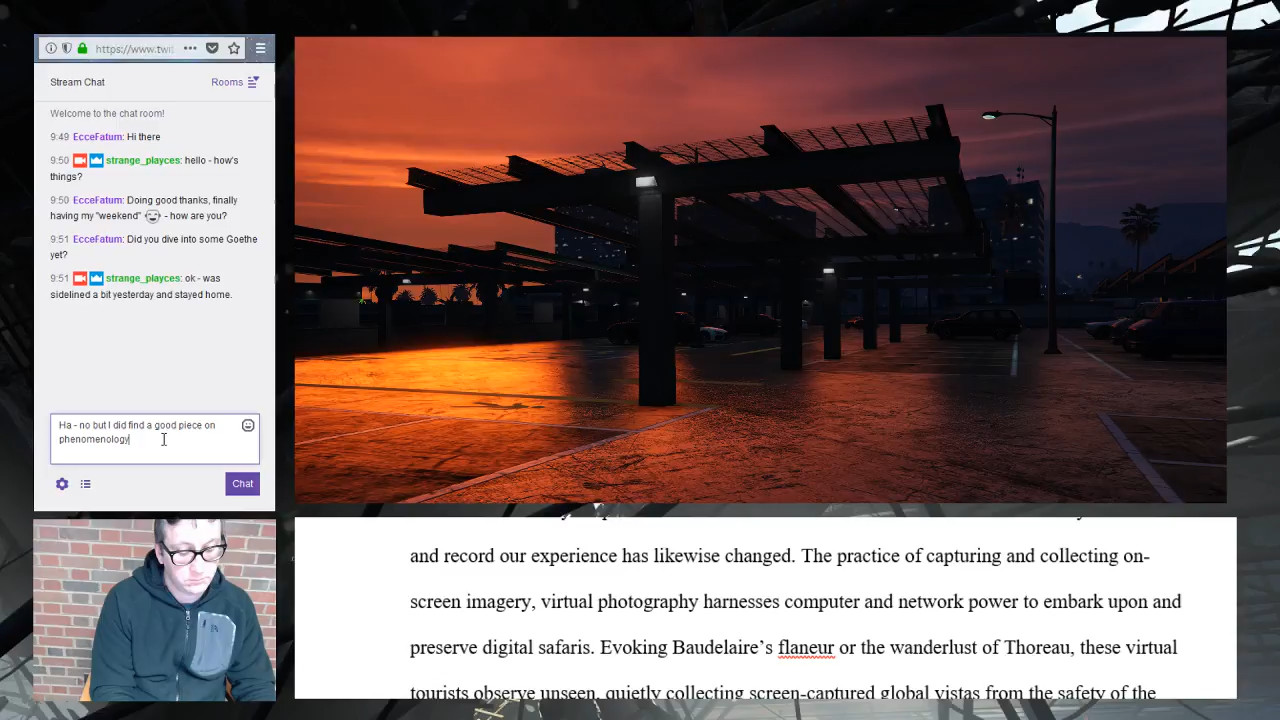 https://www.twi
Stream Chat
Rooms
Welcome to the chat room!
9:49 EcceFatum: Hi there
9:50 strange_playces: hello - how's
things?
9:50 EcceFatum: Doing good thanks, finally
having my "weekend" - how are you?
9:51 EcceFatum: Did you dive into some Goethe
yet?
9:51 strange_playces: ok - was
sidelined a bit yesterday and stayed home.
Ha - no but I did find a good piece on
phenomenology
Chat
and record our experience has likewise changed. The practice of capturing and collecting on-
screen imagery, virtual photography harnesses computer and network power to embark upon and
preserve digital safaris. Evoking Baudelaire’s flaneur or the wanderlust of Thoreau, these virtual
tourists observe unseen, quietly collecting screen-captured global vistas from the safety of the